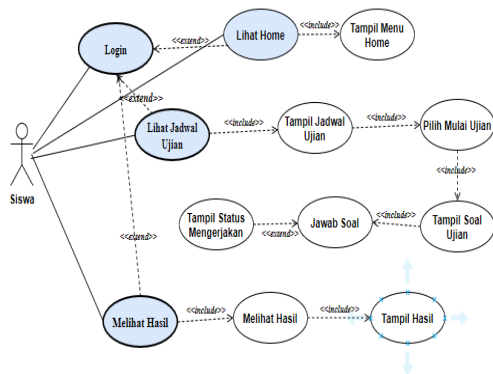 Login
<<extend>>
Lihat Home
<<include>>
Tampil Menu
Home
<<extend>>
Lihat Jadwal
Ujian
<<include>>
Tampil Jadwal
Ujian
<<include>>
Pilih Mulai Ujian
<<include>>
Siswa
Tampil Status
Mengerjakan
<<extend>>
Jawab Soal
<<include>>
Tampil Soal
Ujian
<<extend>>
Melihat Hasil
<<include>>
Melihat Hasil
<<include>>
Tampil Hasil